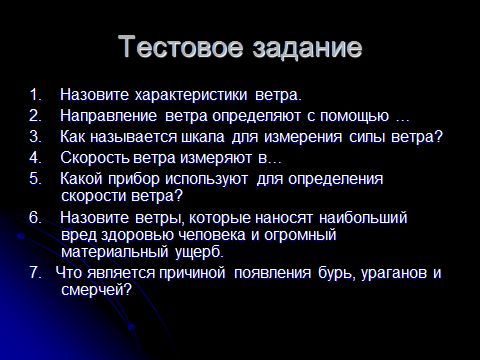 Тестовое задание
1. Назовите характеристики ветра.
2. Направление ветра определяют с помощью …
3. Как называется шкала для измерения силы ветра?
4. Скорость ветра измеряют в…
5. Какой прибор используют для определения
скорости ветра?
6. Назовите ветры, которые наносят наибольший
вред здоровью человека и огромный
материальный ущерб.
7. Что является причиной появления бурь, ураганов и
смерчей?